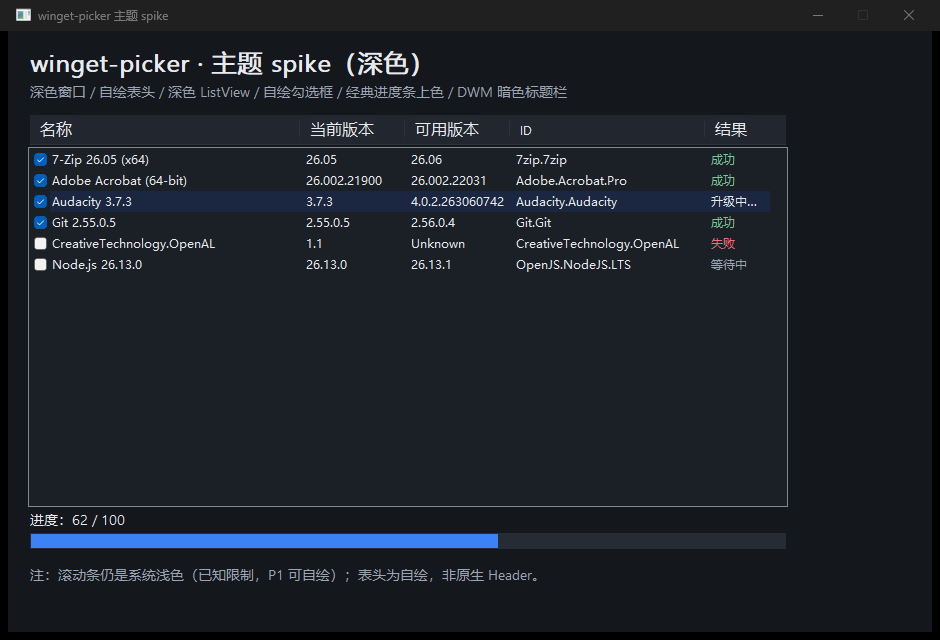 winget-picker 主题 spike
winget-picker · 主题 spike（深色）
深色窗口 / 自绘表头 / 深色 ListView / 自绘勾选框 / 经典进度条上色 / DWM 暗色标题栏
名称 当前版本 可用版本 ID 结果
7-Zip 26.05 (x64) 26.05 26.06 7zip.7zip 成功
Adobe Acrobat (64-bit) 26.002.21900 26.002.22031 Adobe.Acrobat.Pro 成功
Audacity 3.7.3 3.7.3 4.0.2.263060742 Audacity.Audacity 升级中...
Git 2.55.0.5 2.55.0.5 2.56.0.4 Git.Git 成功
CreativeTechnology.OpenAL 1.1 Unknown CreativeTechnology.OpenAL 失败
Node.js 26.13.0 26.13.0 26.13.1 OpenJS.NodeJS.LTS 等待中
进度：62 / 100
注：滚动条仍是系统浅色（已知限制，P1 可自绘）；表头为自绘，非原生 Header。